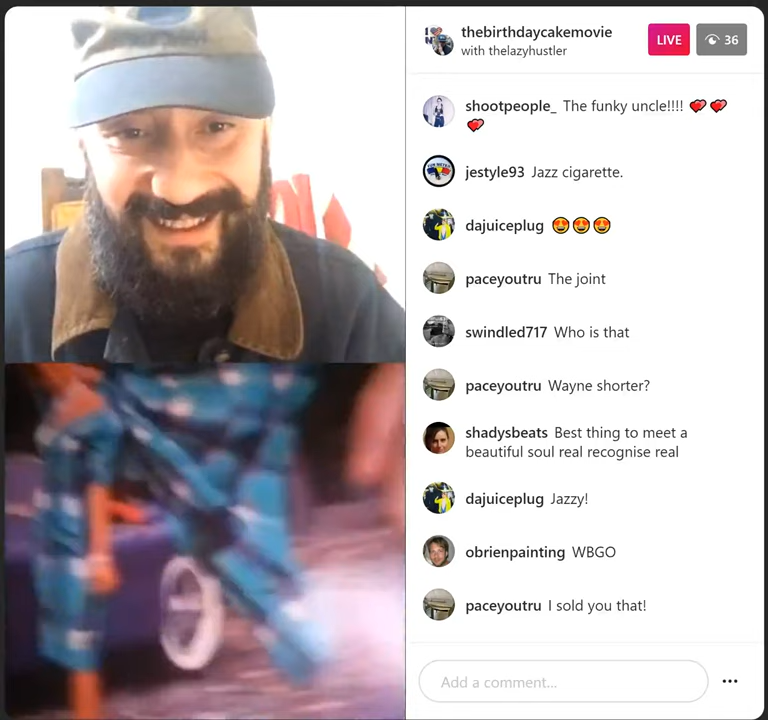 thebirthdaycakemovie
with thelazyhustler
LIVE
36
shootpeople_ The funky uncle!!!! 💞 💞
💞
jestyle93 Jazz cigarette.
dajuiceplug 😍😍😍
paceyoutru The joint
swindled717 Who is that
paceyoutru Wayne shorter?
shadysbeats Best thing to meet a
beautiful soul real recognise real
dajuiceplug Jazzy!
obrienpainting WBGO
paceyoutru I sold you that!
Add a comment...